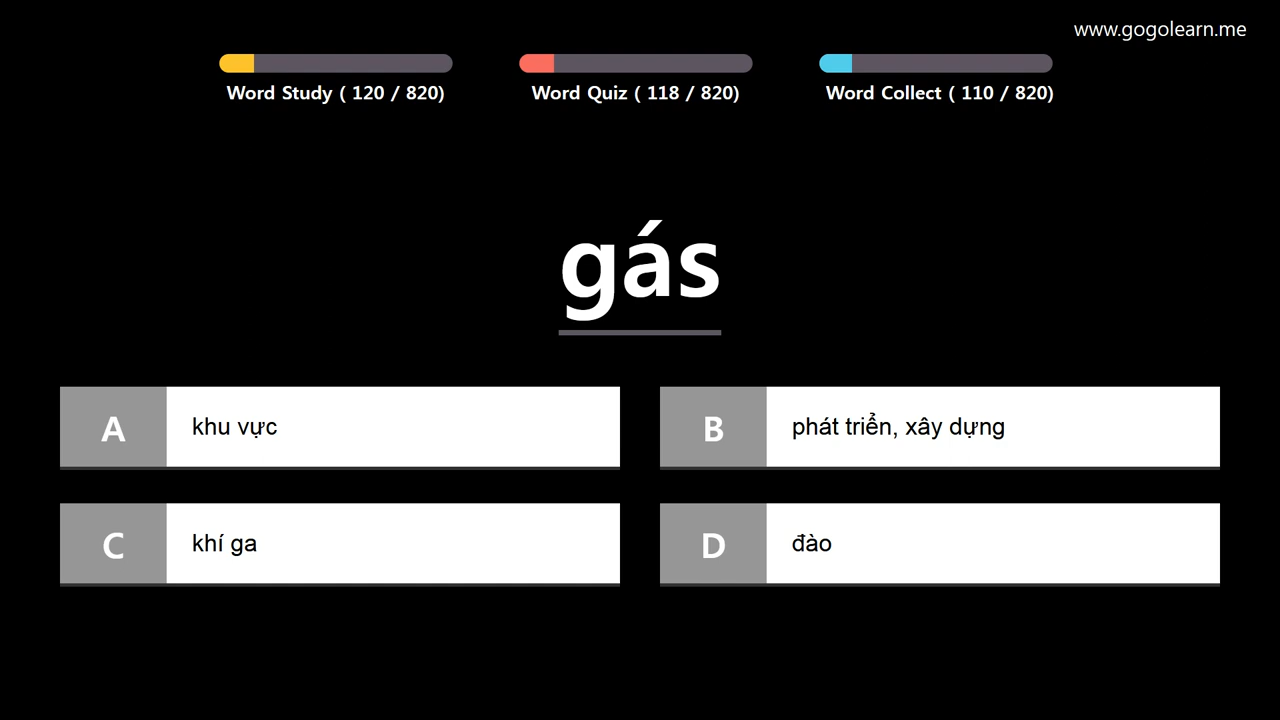 www.gogolearn.me
Word Study ( 120 / 820)
Word Quiz ( 118 / 820)
Word Collect ( 110 / 820)
gás
A khu vực
B phát triển, xây dựng
C khí ga
D đào